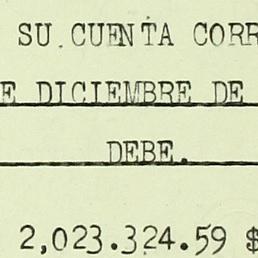 SU CUENTA CORR
E DICIEMBRE DE
DEBE.
2,023.324.59 $